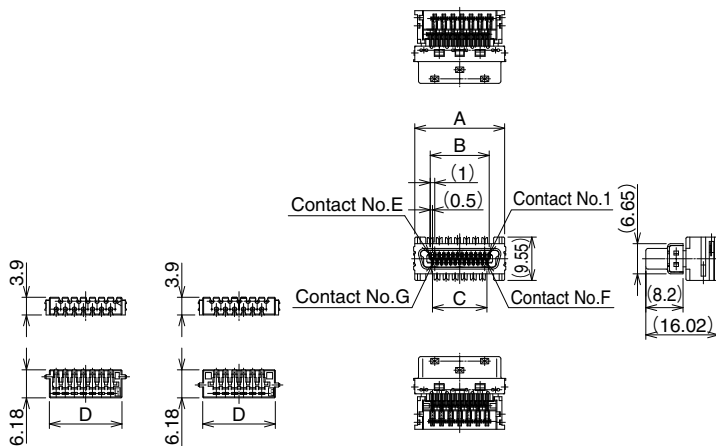 A
B
(1)
(0.5)
Contact No.E
Contact No.1
(6.65)
(9.55)
3.9
3.9
Contact No.G
C
Contact No.F
(8.2)
(16.02)
6.18
D
6.18
D